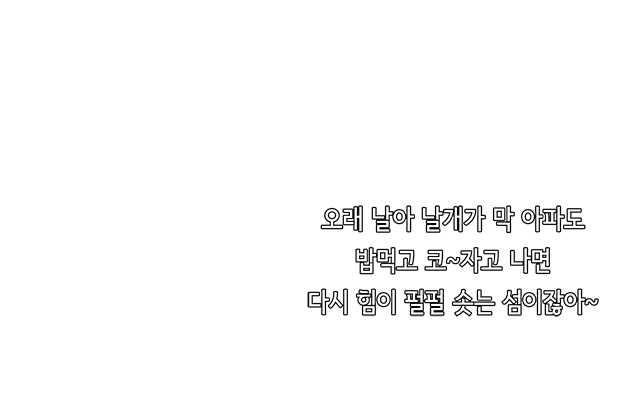 오래 날아 날개가 막 아파도
밥먹고 코~자고 나면
다시 힘이 펄펄 솟는 섬이잖아~